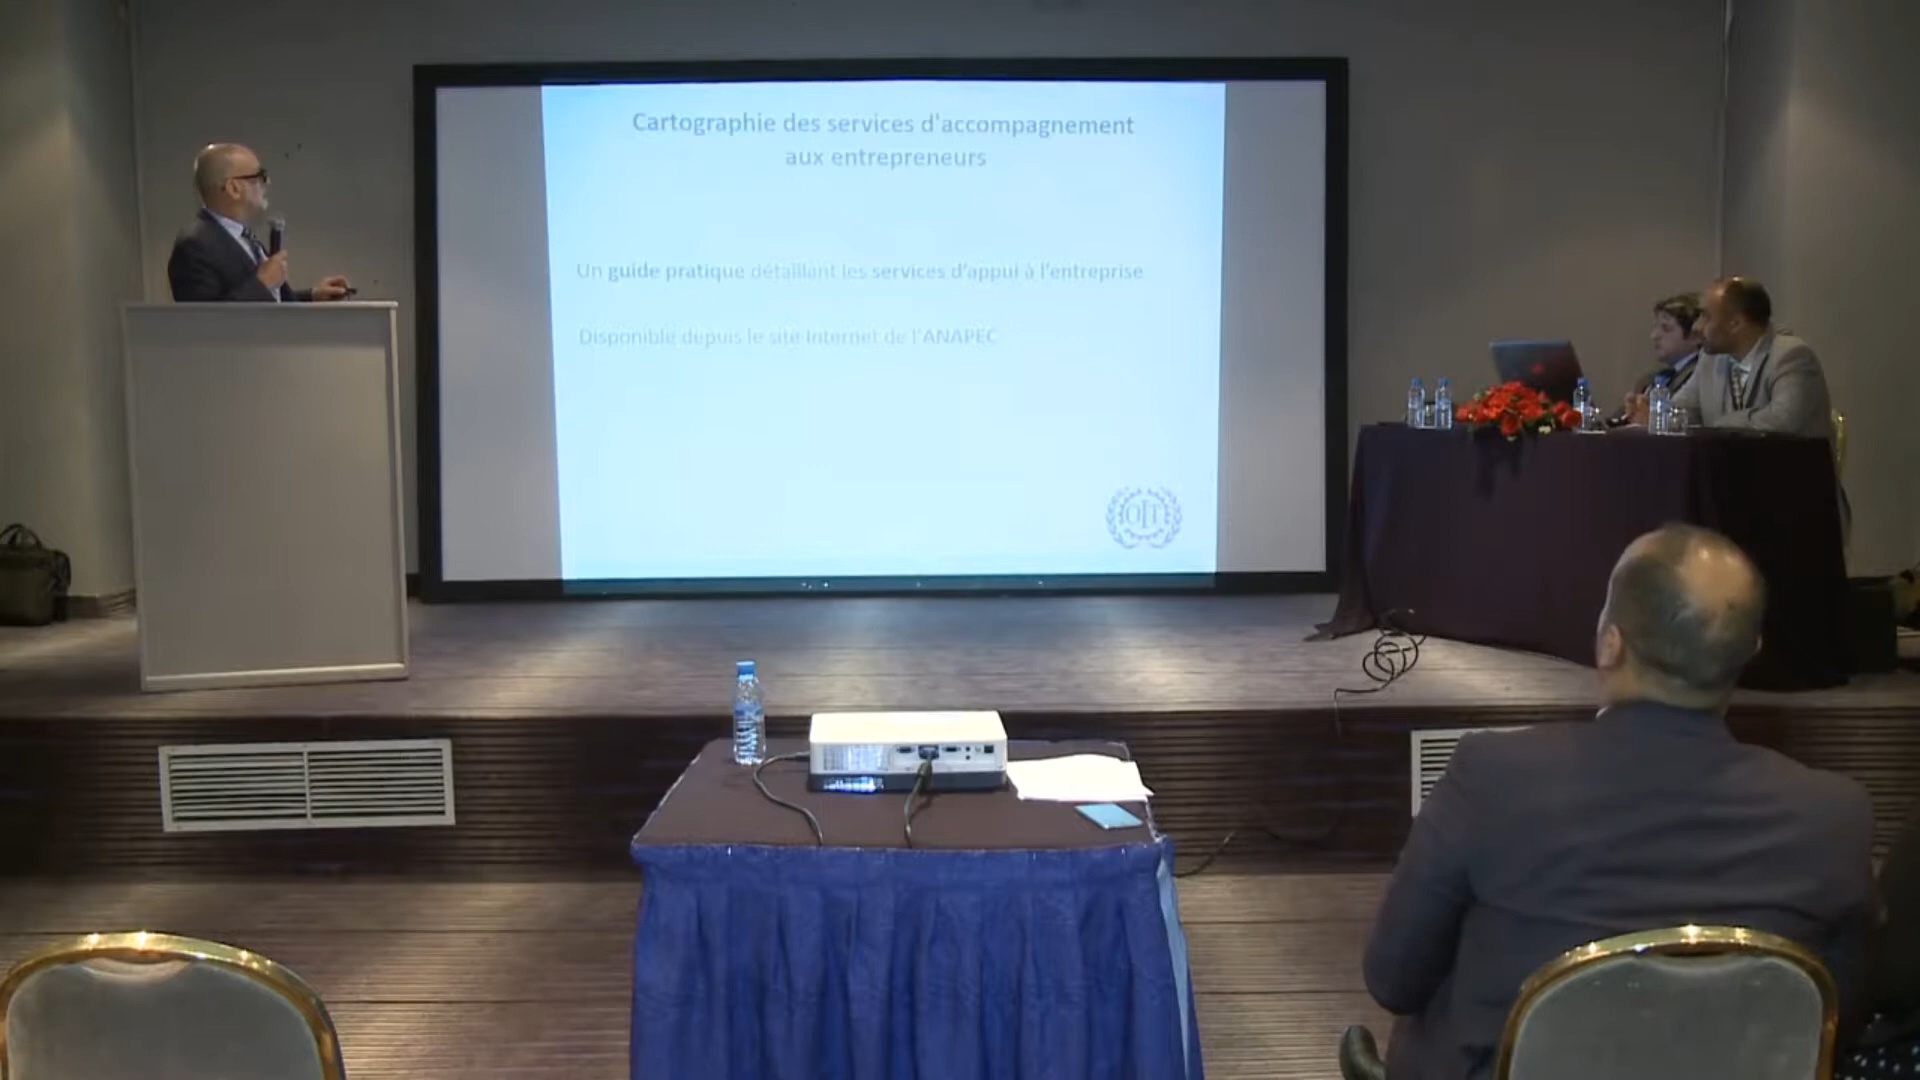 Cartographie des services d'accompagnement
aux entrepreneurs
Un guide pratique détaillant les services d'appui à l'entreprise
Disponible depuis le site Internet de l'ANAPEC
OIT